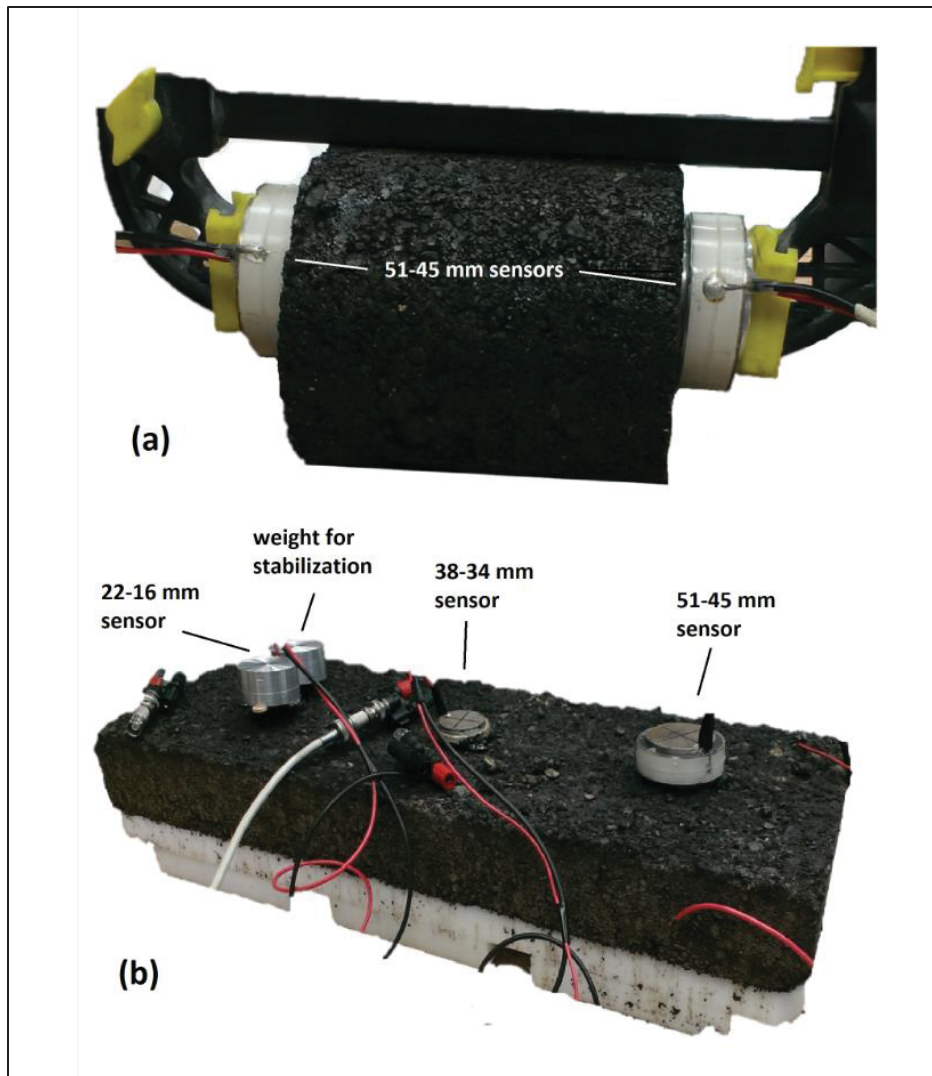 51-45 mm sensors
(a)
weight for
stabilization
22-16 mm
sensor
38-34 mm
sensor
51-45 mm
sensor
(b)